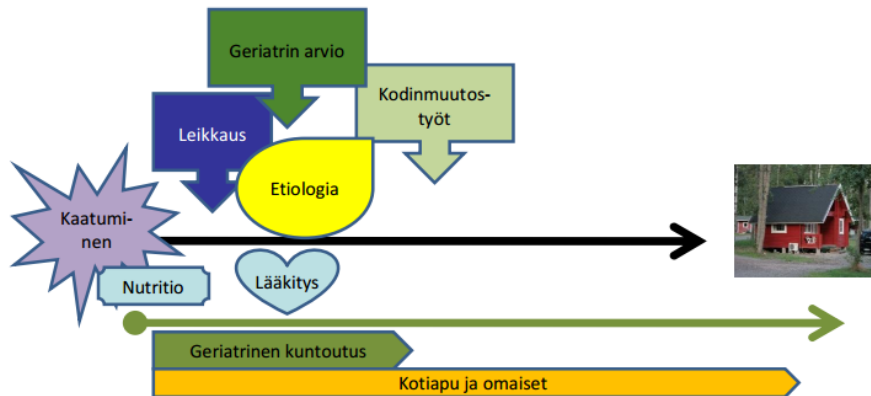 Geriatrin arvio
Kodinmuutos-
työt
Leikkaus
Etiologia
Kaatumi-
nen
Nutritio
Lääkitys
Geriatrinen kuntoutus
Kotiapu ja omaiset